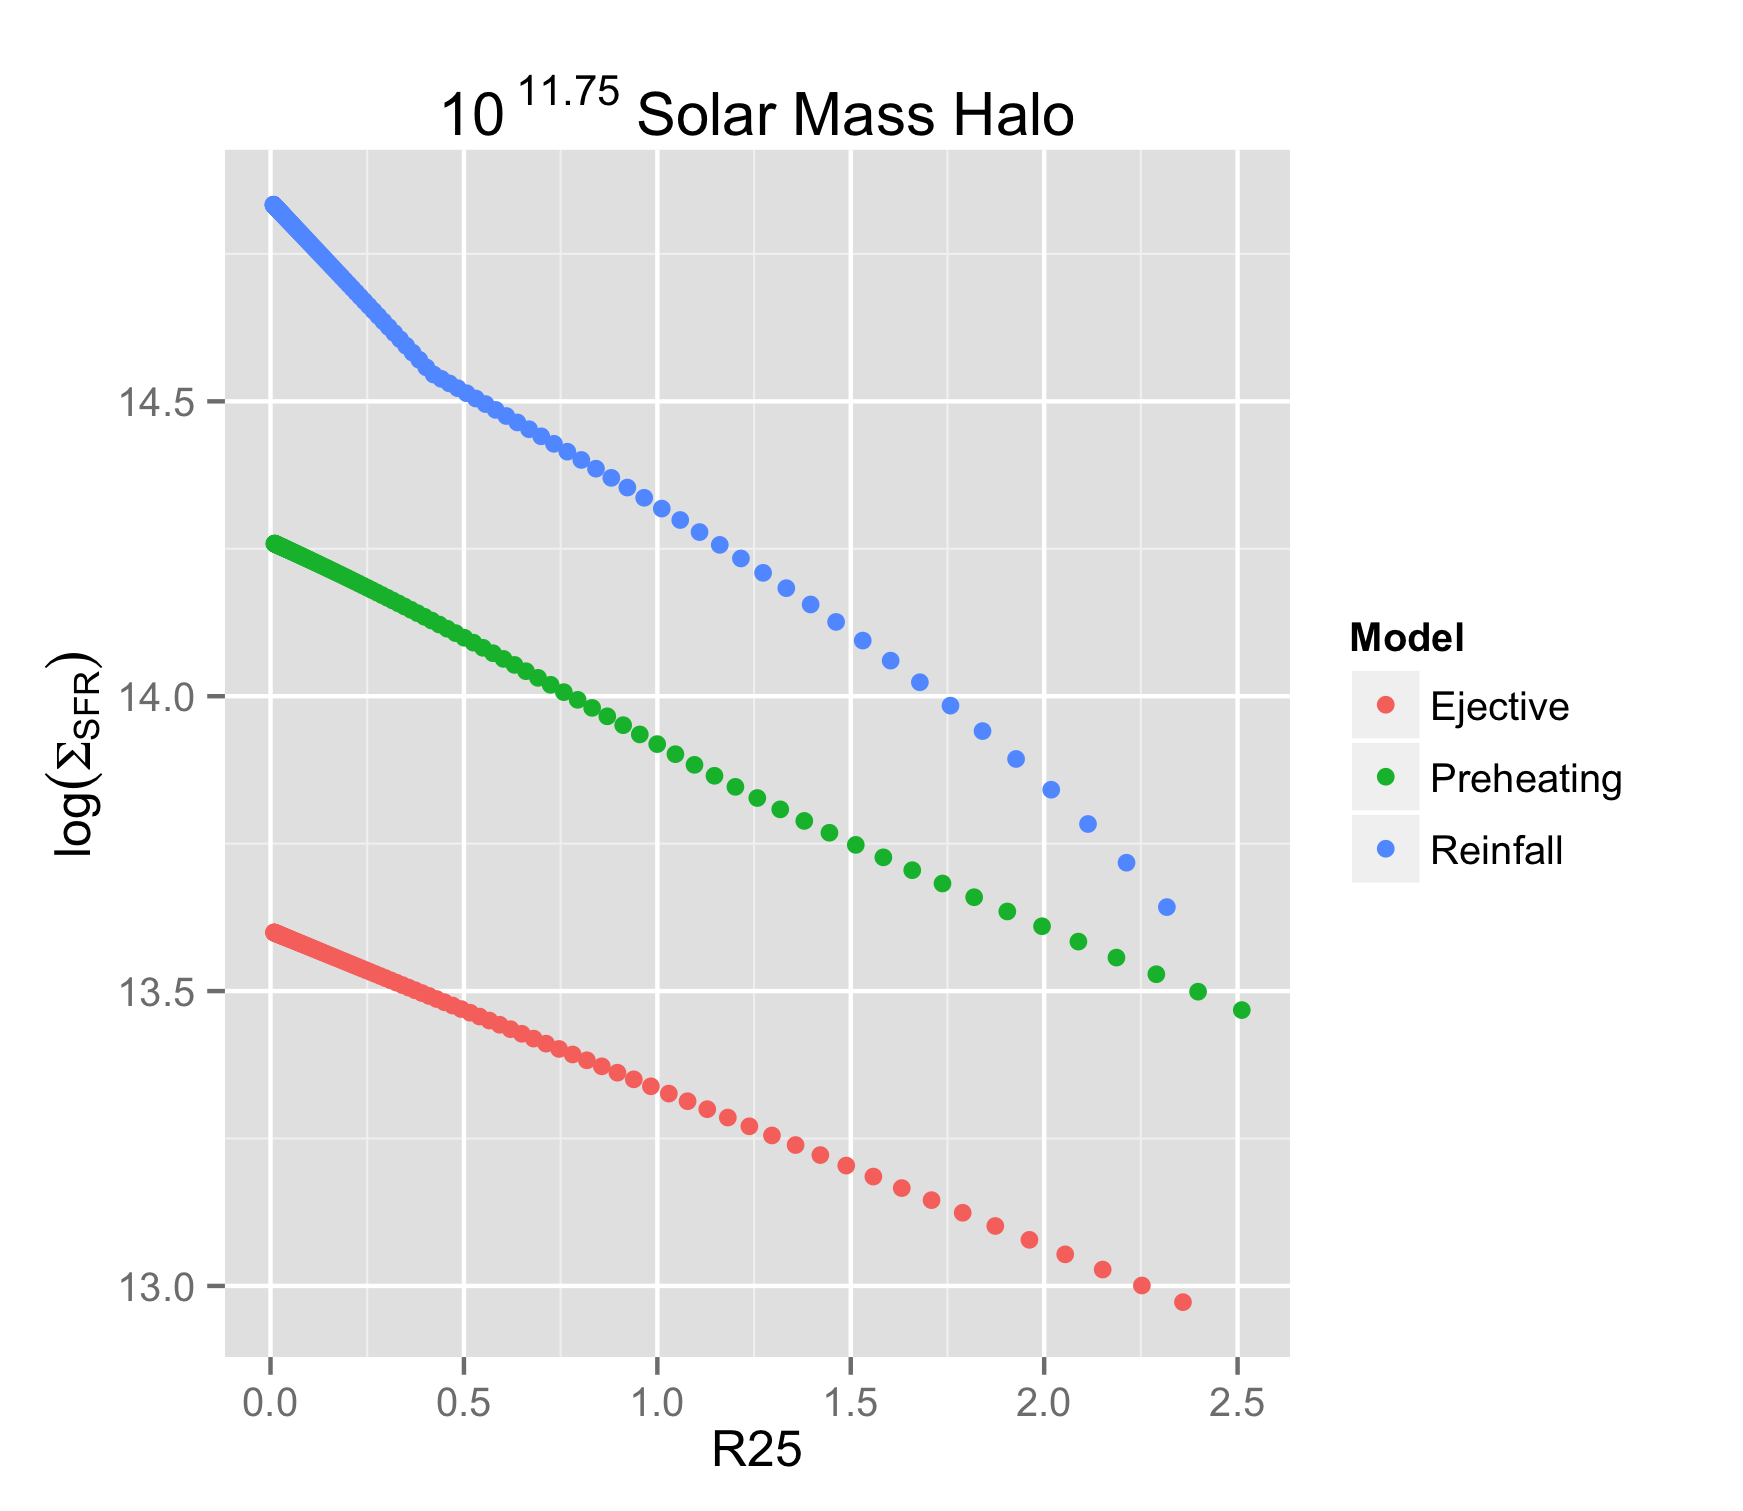 10 11.75 Solar Mass Halo
log(ΣSFR)
14.5
14.0
13.5
13.0
0.0 0.5 1.0 1.5 2.0 2.5
R25
Model
Ejective
Preheating
Reinfall